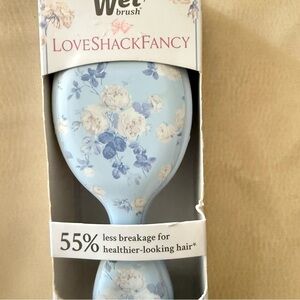 Wet
brush®
LOVESHACKFANCY
55% less breakage for
healthier-looking hair*